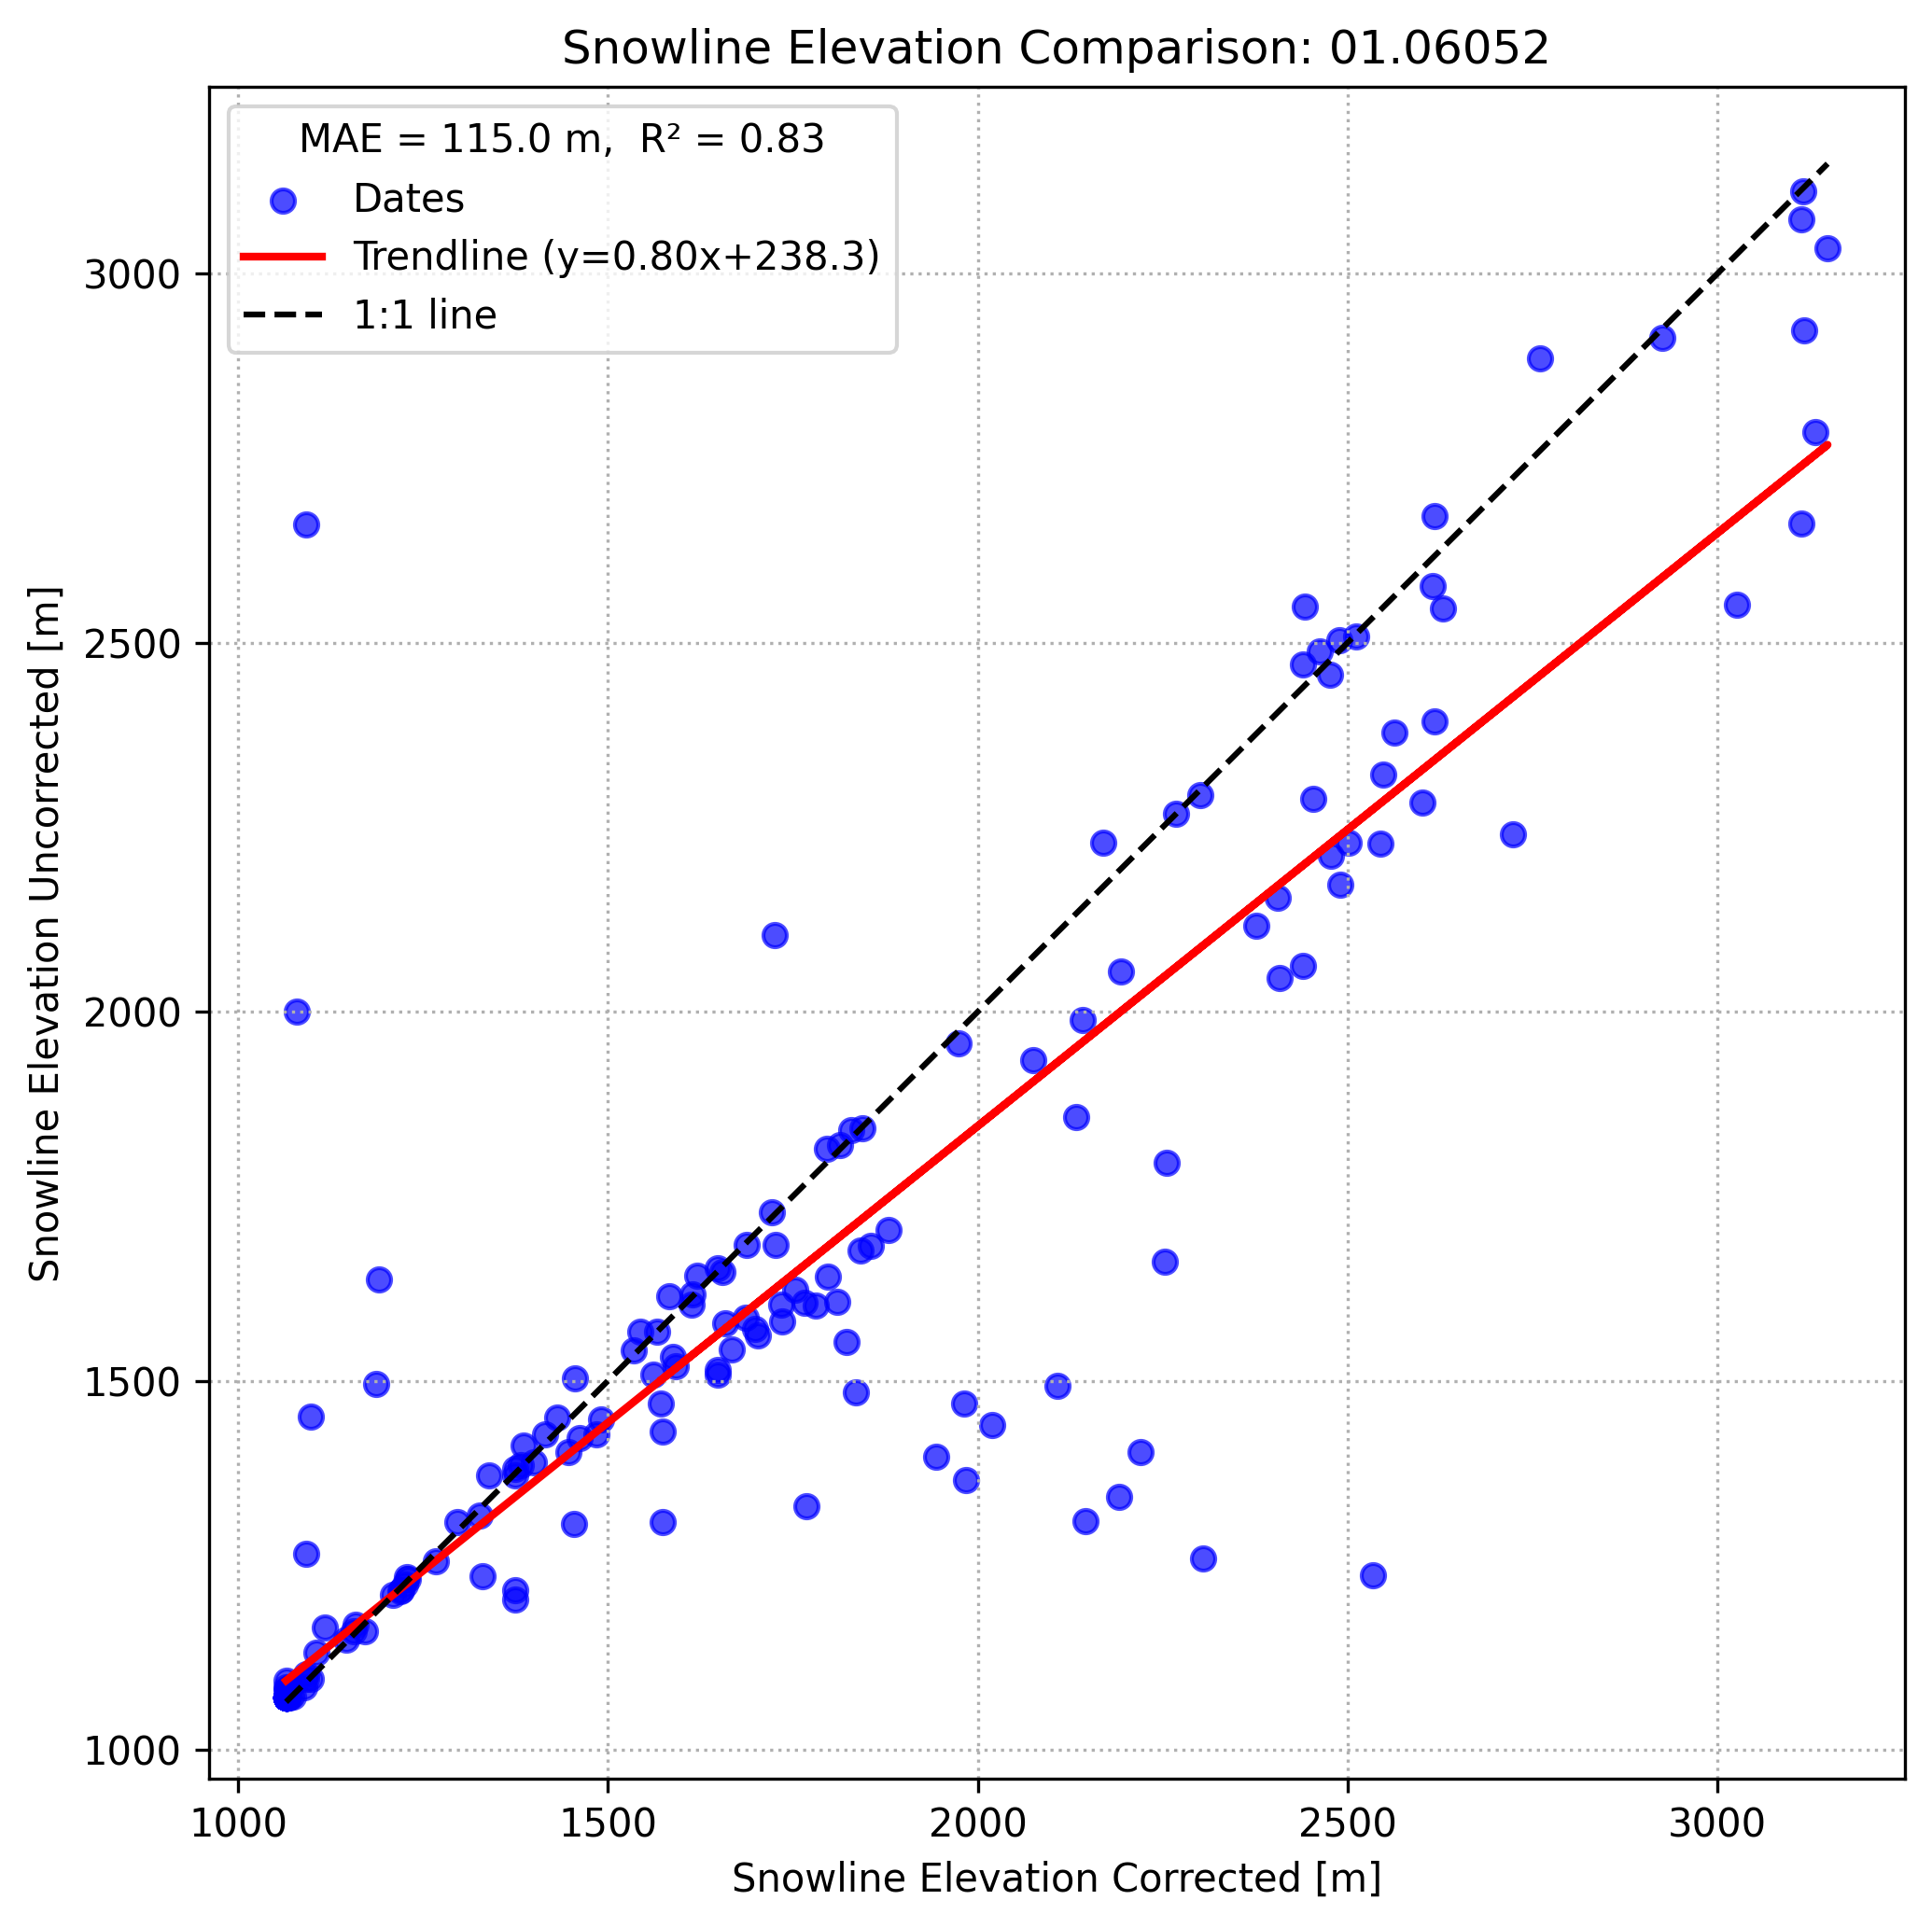 Snowline Elevation Comparison: 01.06052
MAE = 115.0 m,  R² = 0.83
Dates
Trendline (y=0.80x+238.3)
1:1 line
Snowline Elevation Uncorrected [m]
3000
2500
2000
1500
1000
1000 1500 2000 2500 3000
Snowline Elevation Corrected [m]